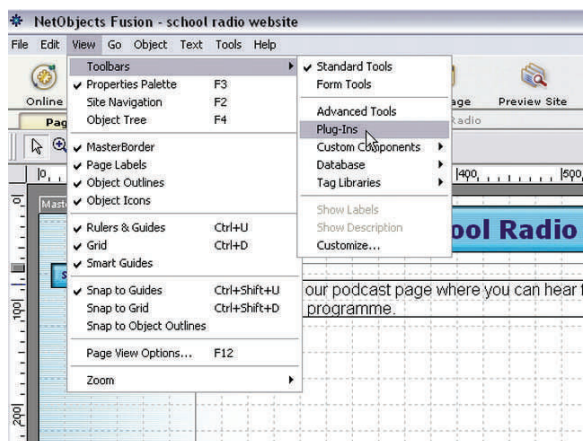 NetObjects Fusion - school radio website
File Edit View Go Object Text Tools Help
Toolbars
Properties Palette F3
Site Navigation F2
Object Tree F4
MasterBorder
Page Labels
Object Outlines
Object Icons
Rulers & Guides Ctrl+U
Grid Ctrl+D
Smart Guides
Snap to Guides Ctrl+Shift+U
Snap to Grid Ctrl+Shift+D
Snap to Object Outlines
Page View Options... F12
Zoom
Standard Tools
Form Tools
Advanced Tools
Plug-Ins
Custom Components
Database
Tag Libraries
Show Labels
Show Description
Customize...
Online
Preview Site
|0
|400
|500
100
200
ool Radio
our podcast page where you can hear
programme.